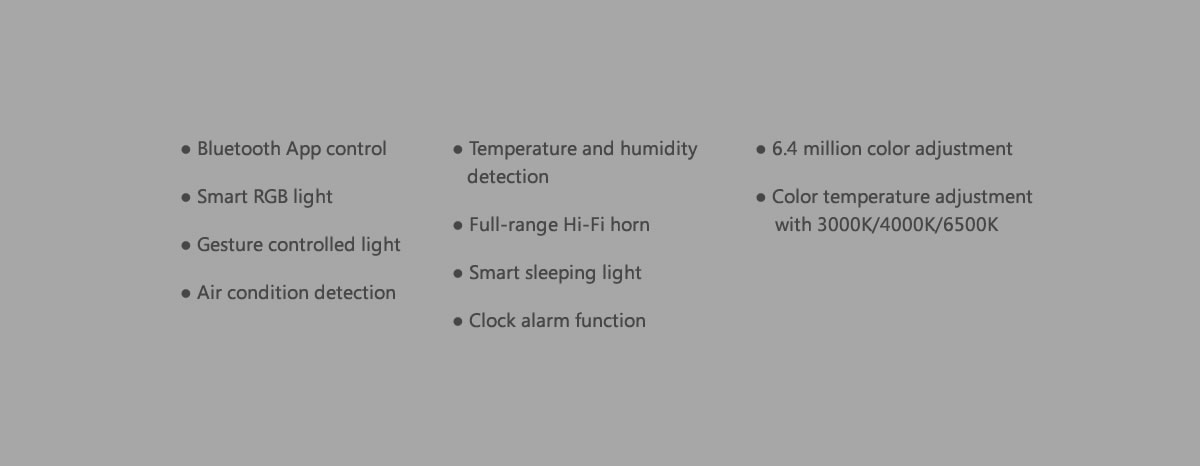 ● Bluetooth App control
● Smart RGB light
● Gesture controlled light
● Air condition detection
● Temperature and humidity
detection
● Full-range Hi-Fi horn
● Smart sleeping light
● Clock alarm function
● 6.4 million color adjustment
● Color temperature adjustment
with 3000K/4000K/6500K